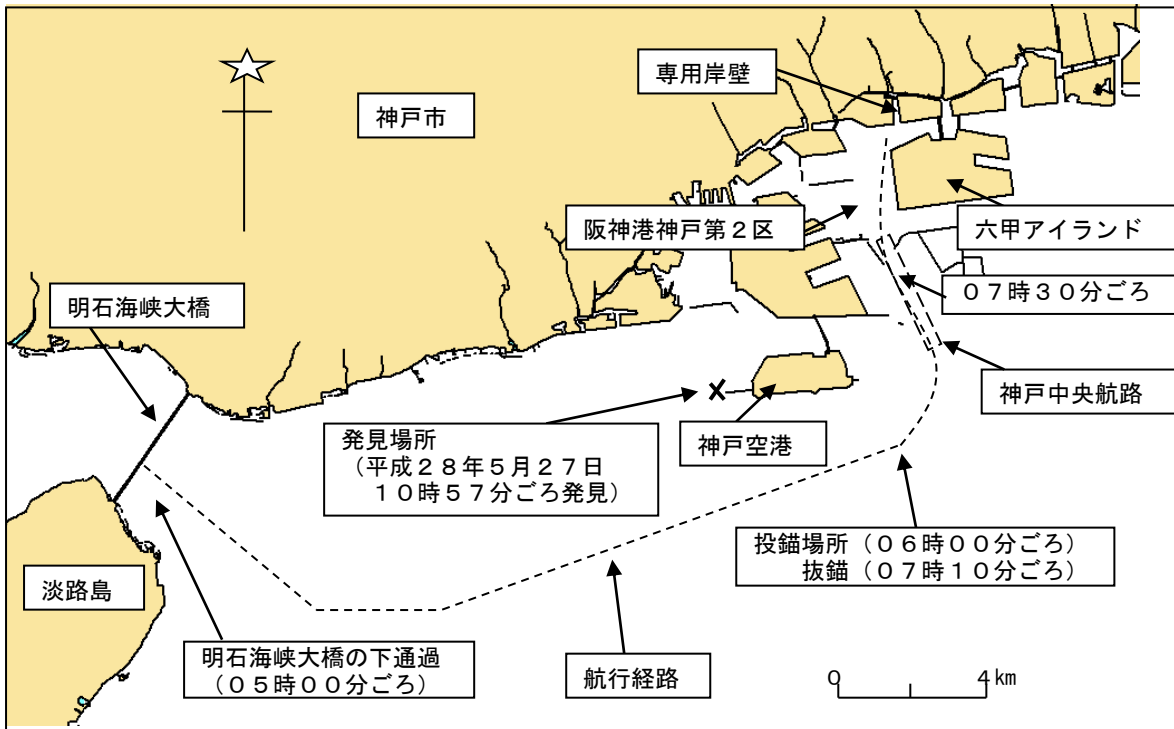 専用岸壁
神戸市
阪神港神戸第2区
六甲アイランド
明石海峡大橋
07時30分ごろ
神戸中央航路
発見場所
(平成28年5月27日
10時57分ごろ発見)
神戸空港
投錨場所(06時00分ごろ)
抜錨(07時10分ごろ)
淡路島
明石海峡大橋の下通過
(05時00分ごろ)
航行経路
0 4km